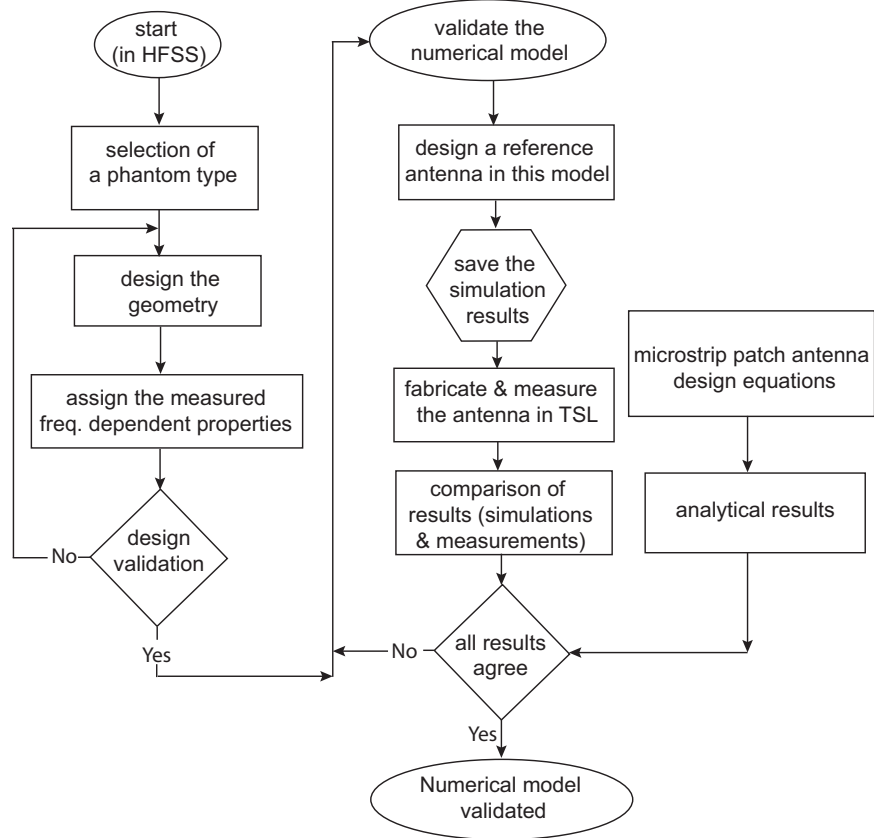 start
(in HFSS)
selection of
a phantom type
design the
geometry
assign the measured
freq. dependent properties
design
validation
No
Yes
validate the
numerical model
design a reference
antenna in this model
save the
simulation
results
fabricate & measure
the antenna in TSL
comparison of
results (simulations
& measurements)
all results
agree
No
Yes
Numerical model
validated
microstrip patch antenna
design equations
analytical results